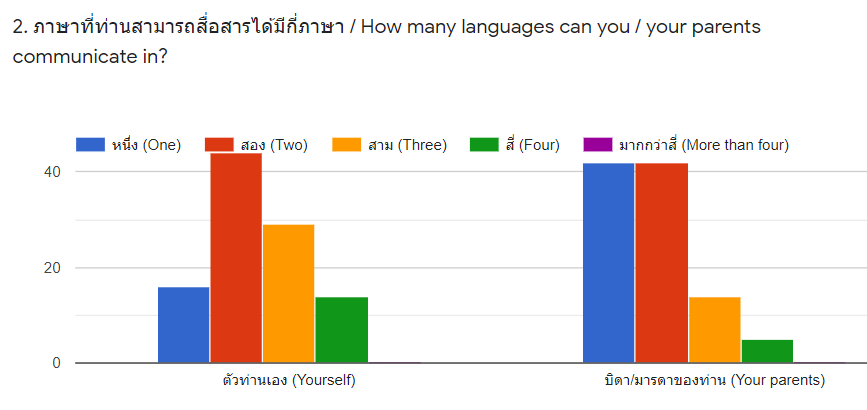 2. ภาษาที่ท่านสามารถสื่อสารได้มีกี่ภาษา / How many languages can you / your parents
communicate in?
หนึ่ง (One) สอง (Two) สาม (Three) สี่ (Four) มากกว่าสี่ (More than four)
40
20
0
ตัวท่านเอง (Yourself) บิดา/มารดาของท่าน (Your parents)